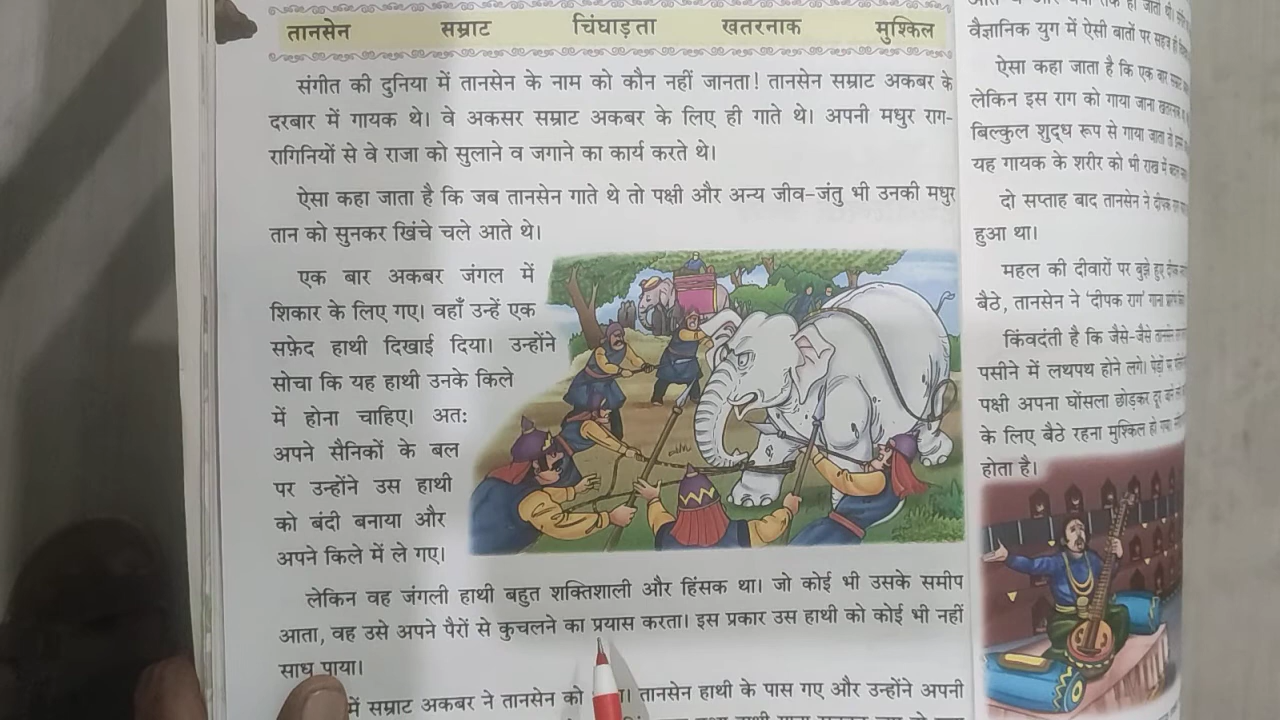 तानसेन सम्राट चिंघाड़ता खतरनाक मुश्किल
संगीत की दुनिया में तानसेन के नाम को कौन नहीं जानता! तानसेन सम्राट अकबर के
दरबार में गायक थे। वे अकसर सम्राट अकबर के लिए ही गाते थे। अपनी मधुर राग-
रागिनियों से वे राजा को सुलाने व जगाने का कार्य करते थे।
ऐसा कहा जाता है कि जब तानसेन गाते थे तो पक्षी और अन्य जीव-जंतु भी उनकी मधुर
तान को सुनकर खिंचे चले आते थे।
एक बार अकबर जंगल में
शिकार के लिए गए। वहाँ उन्हें एक
सफ़ेद हाथी दिखाई दिया। उन्होंने
सोचा कि यह हाथी उनके किले
में होना चाहिए। अतः
अपने सैनिकों के बल
पर उन्होंने उस हाथी
को बंदी बनाया और
अपने किले में ले गए।
लेकिन वह जंगली हाथी बहुत शक्तिशाली और हिंसक था। जो कोई भी उसके समीप
आता, वह उसे अपने पैरों से कुचलने का प्रयास करता। इस प्रकार उस हाथी को कोई भी नहीं
साध पाया।
में सम्राट अकबर ने तानसेन को तानसेन हाथी के पास गए और उन्होंने अपनी
वैज्ञानिक युग में ऐसी बातों पर सहज ही
ऐसा कहा जाता है कि एक बार
लेकिन इस राग को गाया जाना
बिल्कुल शुद्ध रूप से गाया जाता तो
यह गायक के शरीर को भी राख में
दो सप्ताह बाद तानसेन ने दीपक
हुआ था।
महल की दीवारों पर बुझे हुए
बैठे, तानसेन ने 'दीपक राग' गाना
किंवदंती है कि जैसे-जैसे
पसीने में लथपथ होने लगे। पेड़ों पर
पक्षी अपना घोंसला छोड़कर दूर
के लिए बैठे रहना मुश्किल हो गया
होता है।